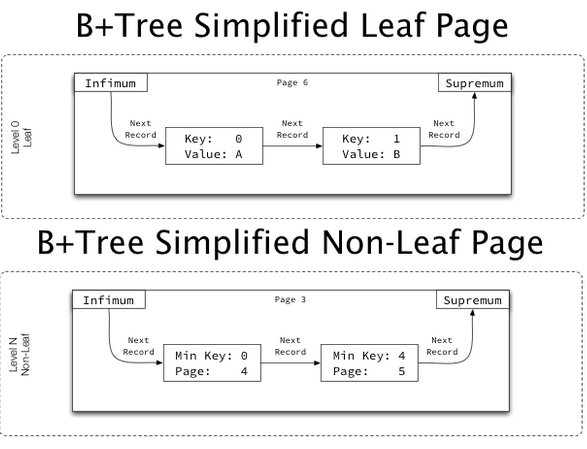 B+Tree Simplified Leaf Page
Level 0
Leaf
Infimum
Page 6
Supremum
Next
Record
Next
Record
Next
Record
Key: 0
Value: A
Key: 1
Value: B
B+Tree Simplified Non-Leaf Page
Level N
Non-Leaf
Infimum
Page 3
Supremum
Next
Record
Next
Record
Next
Record
Min Key: 0
Page: 4
Min Key: 4
Page: 5